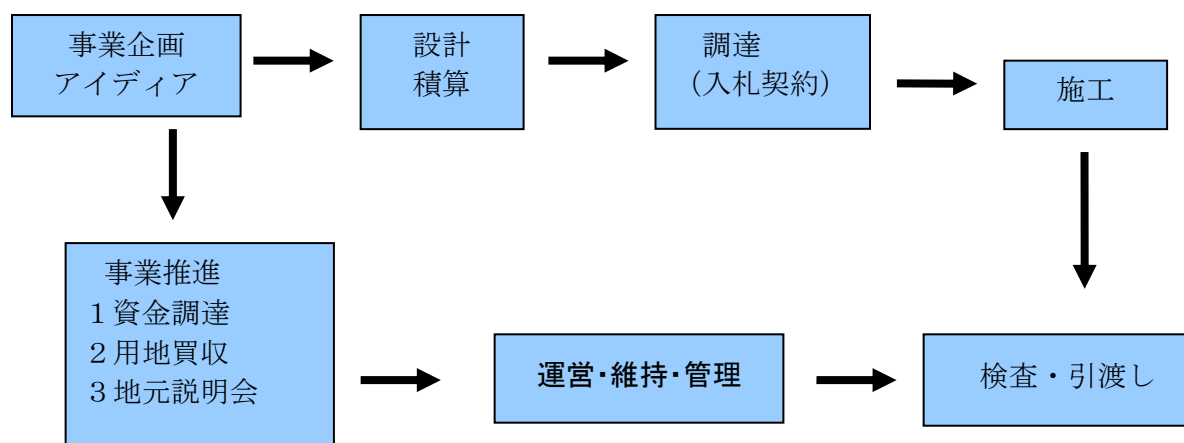 事業企画
アイディア
設計
積算
調達
(入札契約)
施工
事業推進
１資金調達
２用地買収
３地元説明会
運営・維持・管理
検査・引渡し